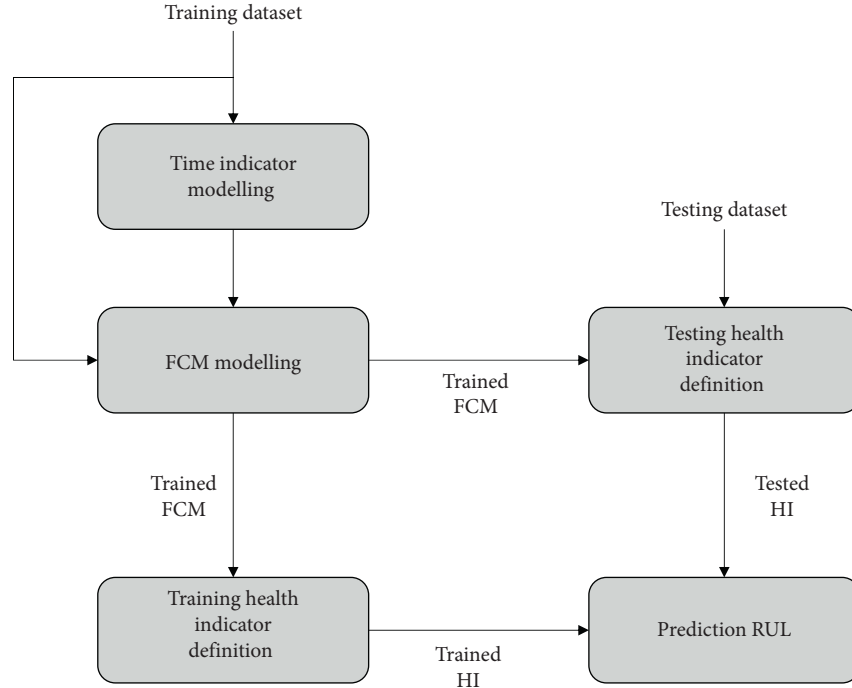 Training dataset
Time indicator
modelling
Testing dataset
FCM modelling
Trained
FCM
Testing health
indicator
definition
Trained
FCM
Tested
HI
Training health
indicator
definition
Trained
HI
Prediction RUL